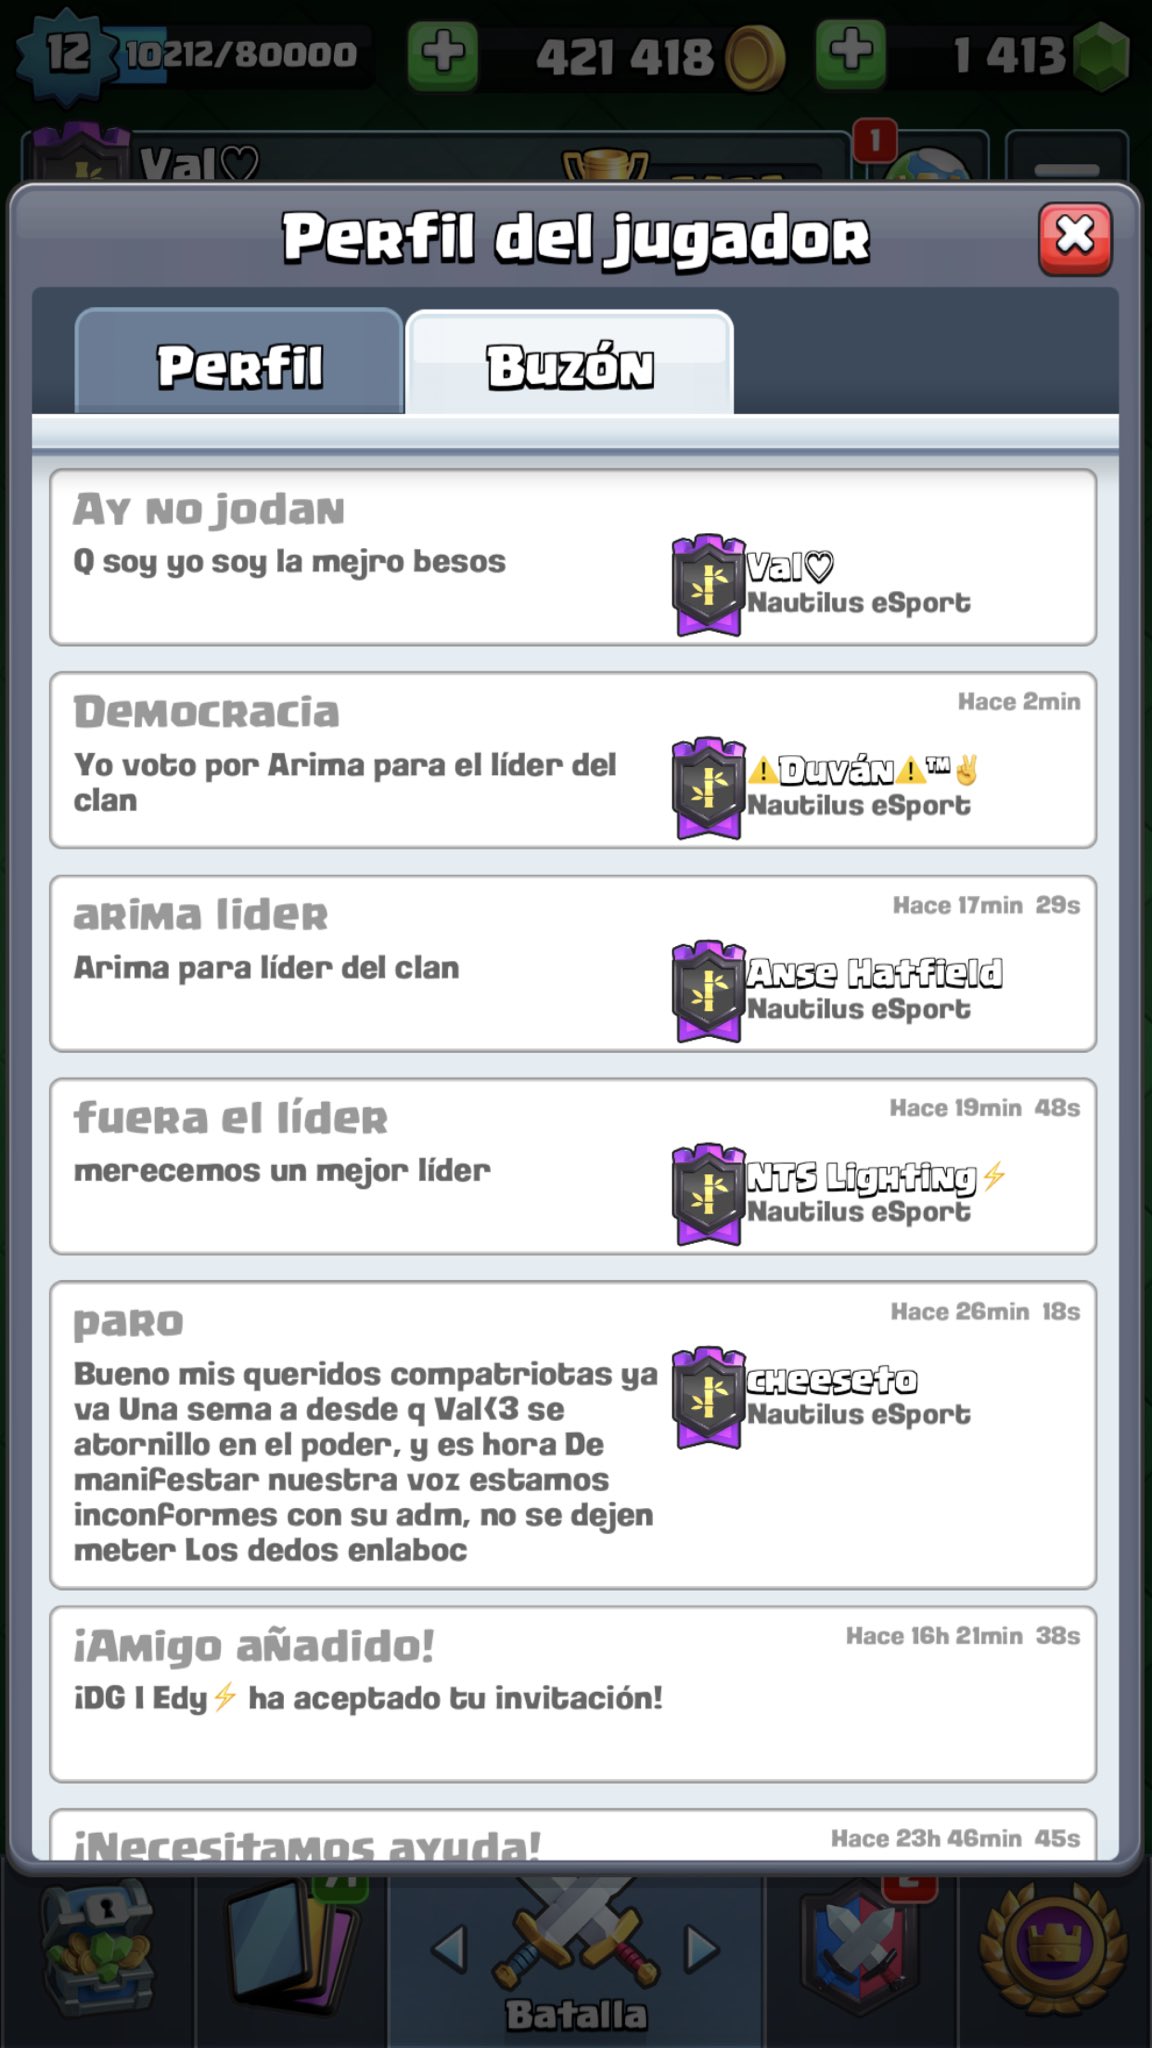 12
10212/80000
421 418
1 413
Val♡
1
Perfil del jugador
Perfil
Buzón
Ay no jodan
Q soy yo soy la mejro besos
Val♡
Nautilus eSport
Democracia
Hace 2min
Yo voto por Arima para el líder del
clan
⚠️Duván⚠️™✌
Nautilus eSport
arima lider
Hace 17min 29s
Arima para líder del clan
Anse Hatfield
Nautilus eSport
fuera el líder
Hace 19min 48s
merecemos un mejor líder
NTS Lighting⚡
Nautilus eSport
paro
Hace 26min 18s
Bueno mis queridos compatriotas ya
va Una sema a desde q Val<3 se
atornillo en el poder, y es hora De
manifestar nuestra voz estamos
inconformes con su adm, no se dejen
meter Los dedos enlaboc
cheeseto
Nautilus eSport
¡Amigo añadido!
Hace 16h 21min 38s
¡DG l Edy⚡ ha aceptado tu invitación!
¡Necesitamos ayuda!
Hace 23h 46min 45s
Batalla